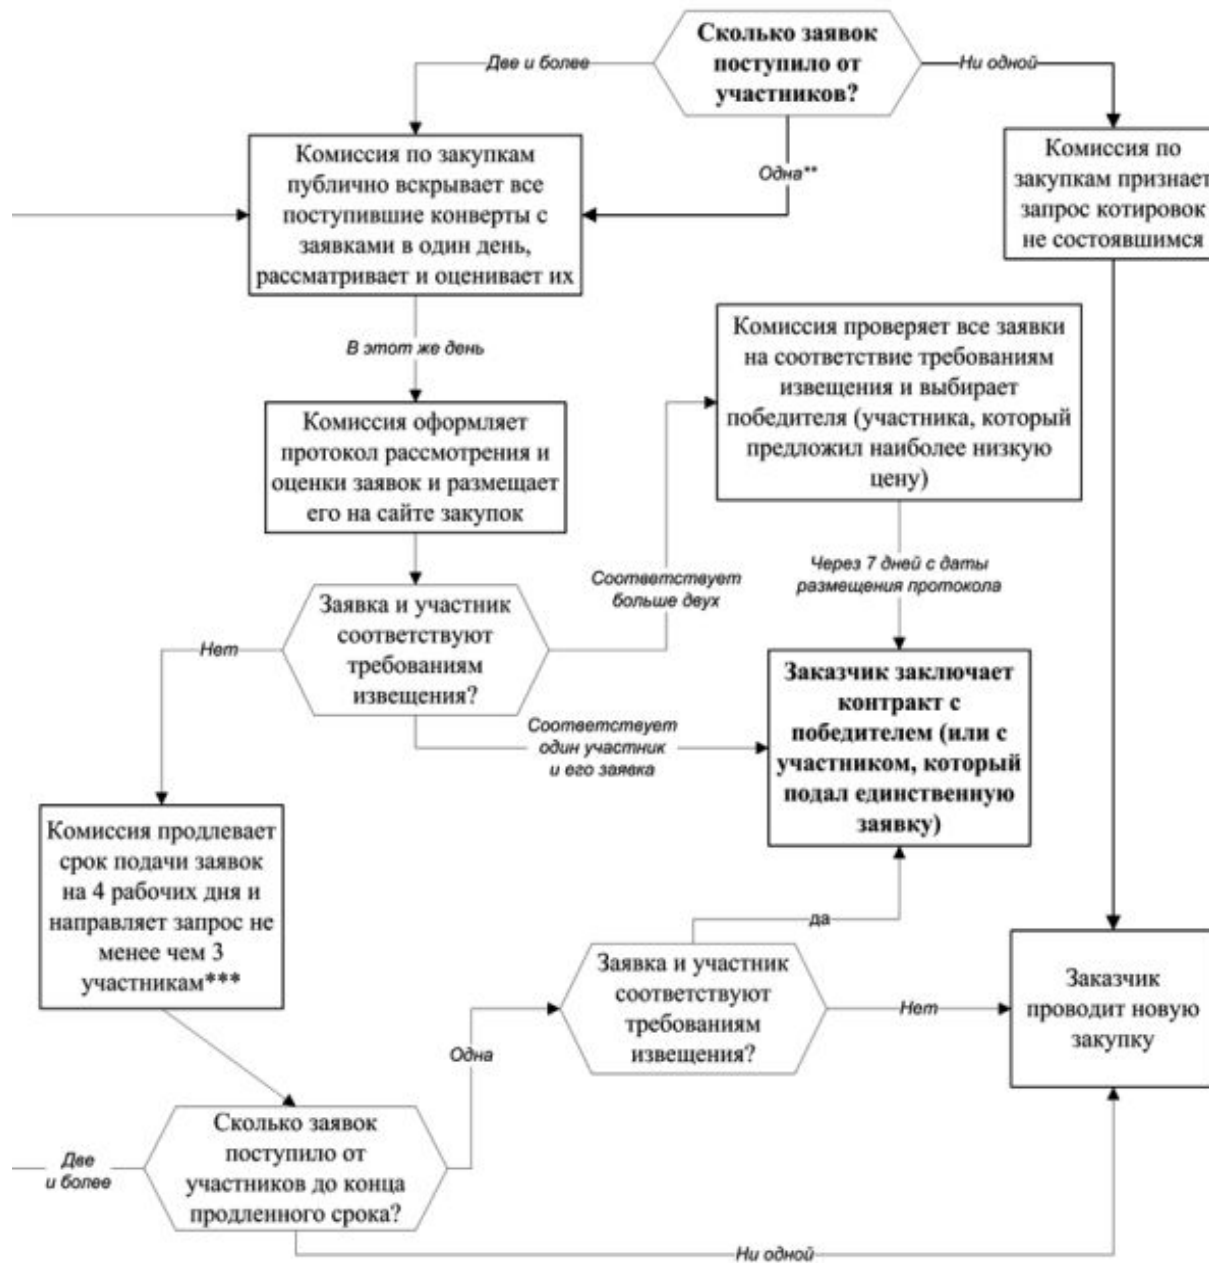 Сколько заявок
поступило от
участников?
Две и более
Ни одной
Одна**
Комиссия по закупкам
публично вскрывает все
поступившие конверты с
заявками в один день,
рассматривает и оценивает их
Комиссия по
закупкам признает
запрос котировок
не состоявшимся
В этот же день
Комиссия проверяет все заявки
на соответствие требованиям
извещения и выбирает
победителя (участника, который
предложил наиболее низкую
цену)
Комиссия оформляет
протокол рассмотрения и
оценки заявок и размещает
его на сайте закупок
Соответствует
больше двух
Через 7 дней с даты
размещения протокола
Заявка и участник
соответствуют
требованиям
извещения?
Нет
Соответствует
один участник
и его заявка
Заказчик заключает
контракт с
победителем (или с
участником, который
подал единственную
заявку)
Комиссия продлевает
срок подачи заявок
на 4 рабочих дня и
направляет запрос не
менее чем 3
участникам***
да
Заявка и участник
соответствуют
требованиям
извещения?
Нет
Заказчик
проводит новую
закупку
Одна
Сколько заявок
поступило от
участников до конца
продленного срока?
Две
и более
Ни одной